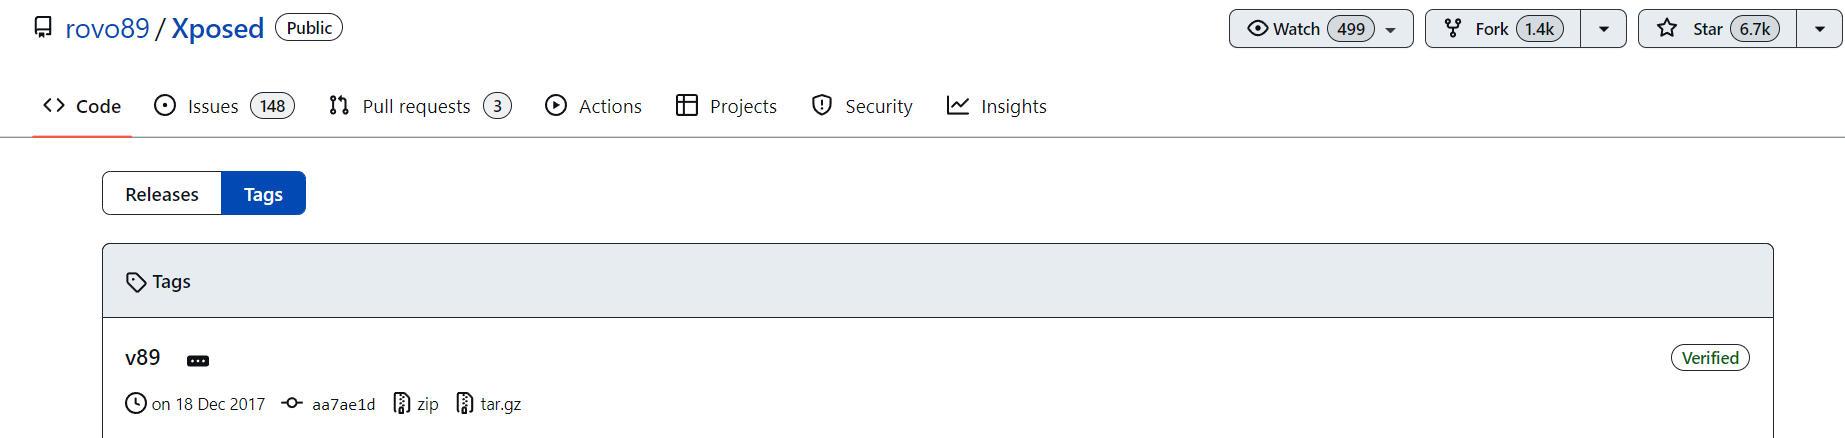 rovo89 / Xposed Public Watch 499 Fork 1.4k Star 6.7k
Code Issues 148 Pull requests 3 Actions Projects Security Insights
Releases Tags
Tags
v89 Verified
on 18 Dec 2017 aa7ae1d zip tar.gz